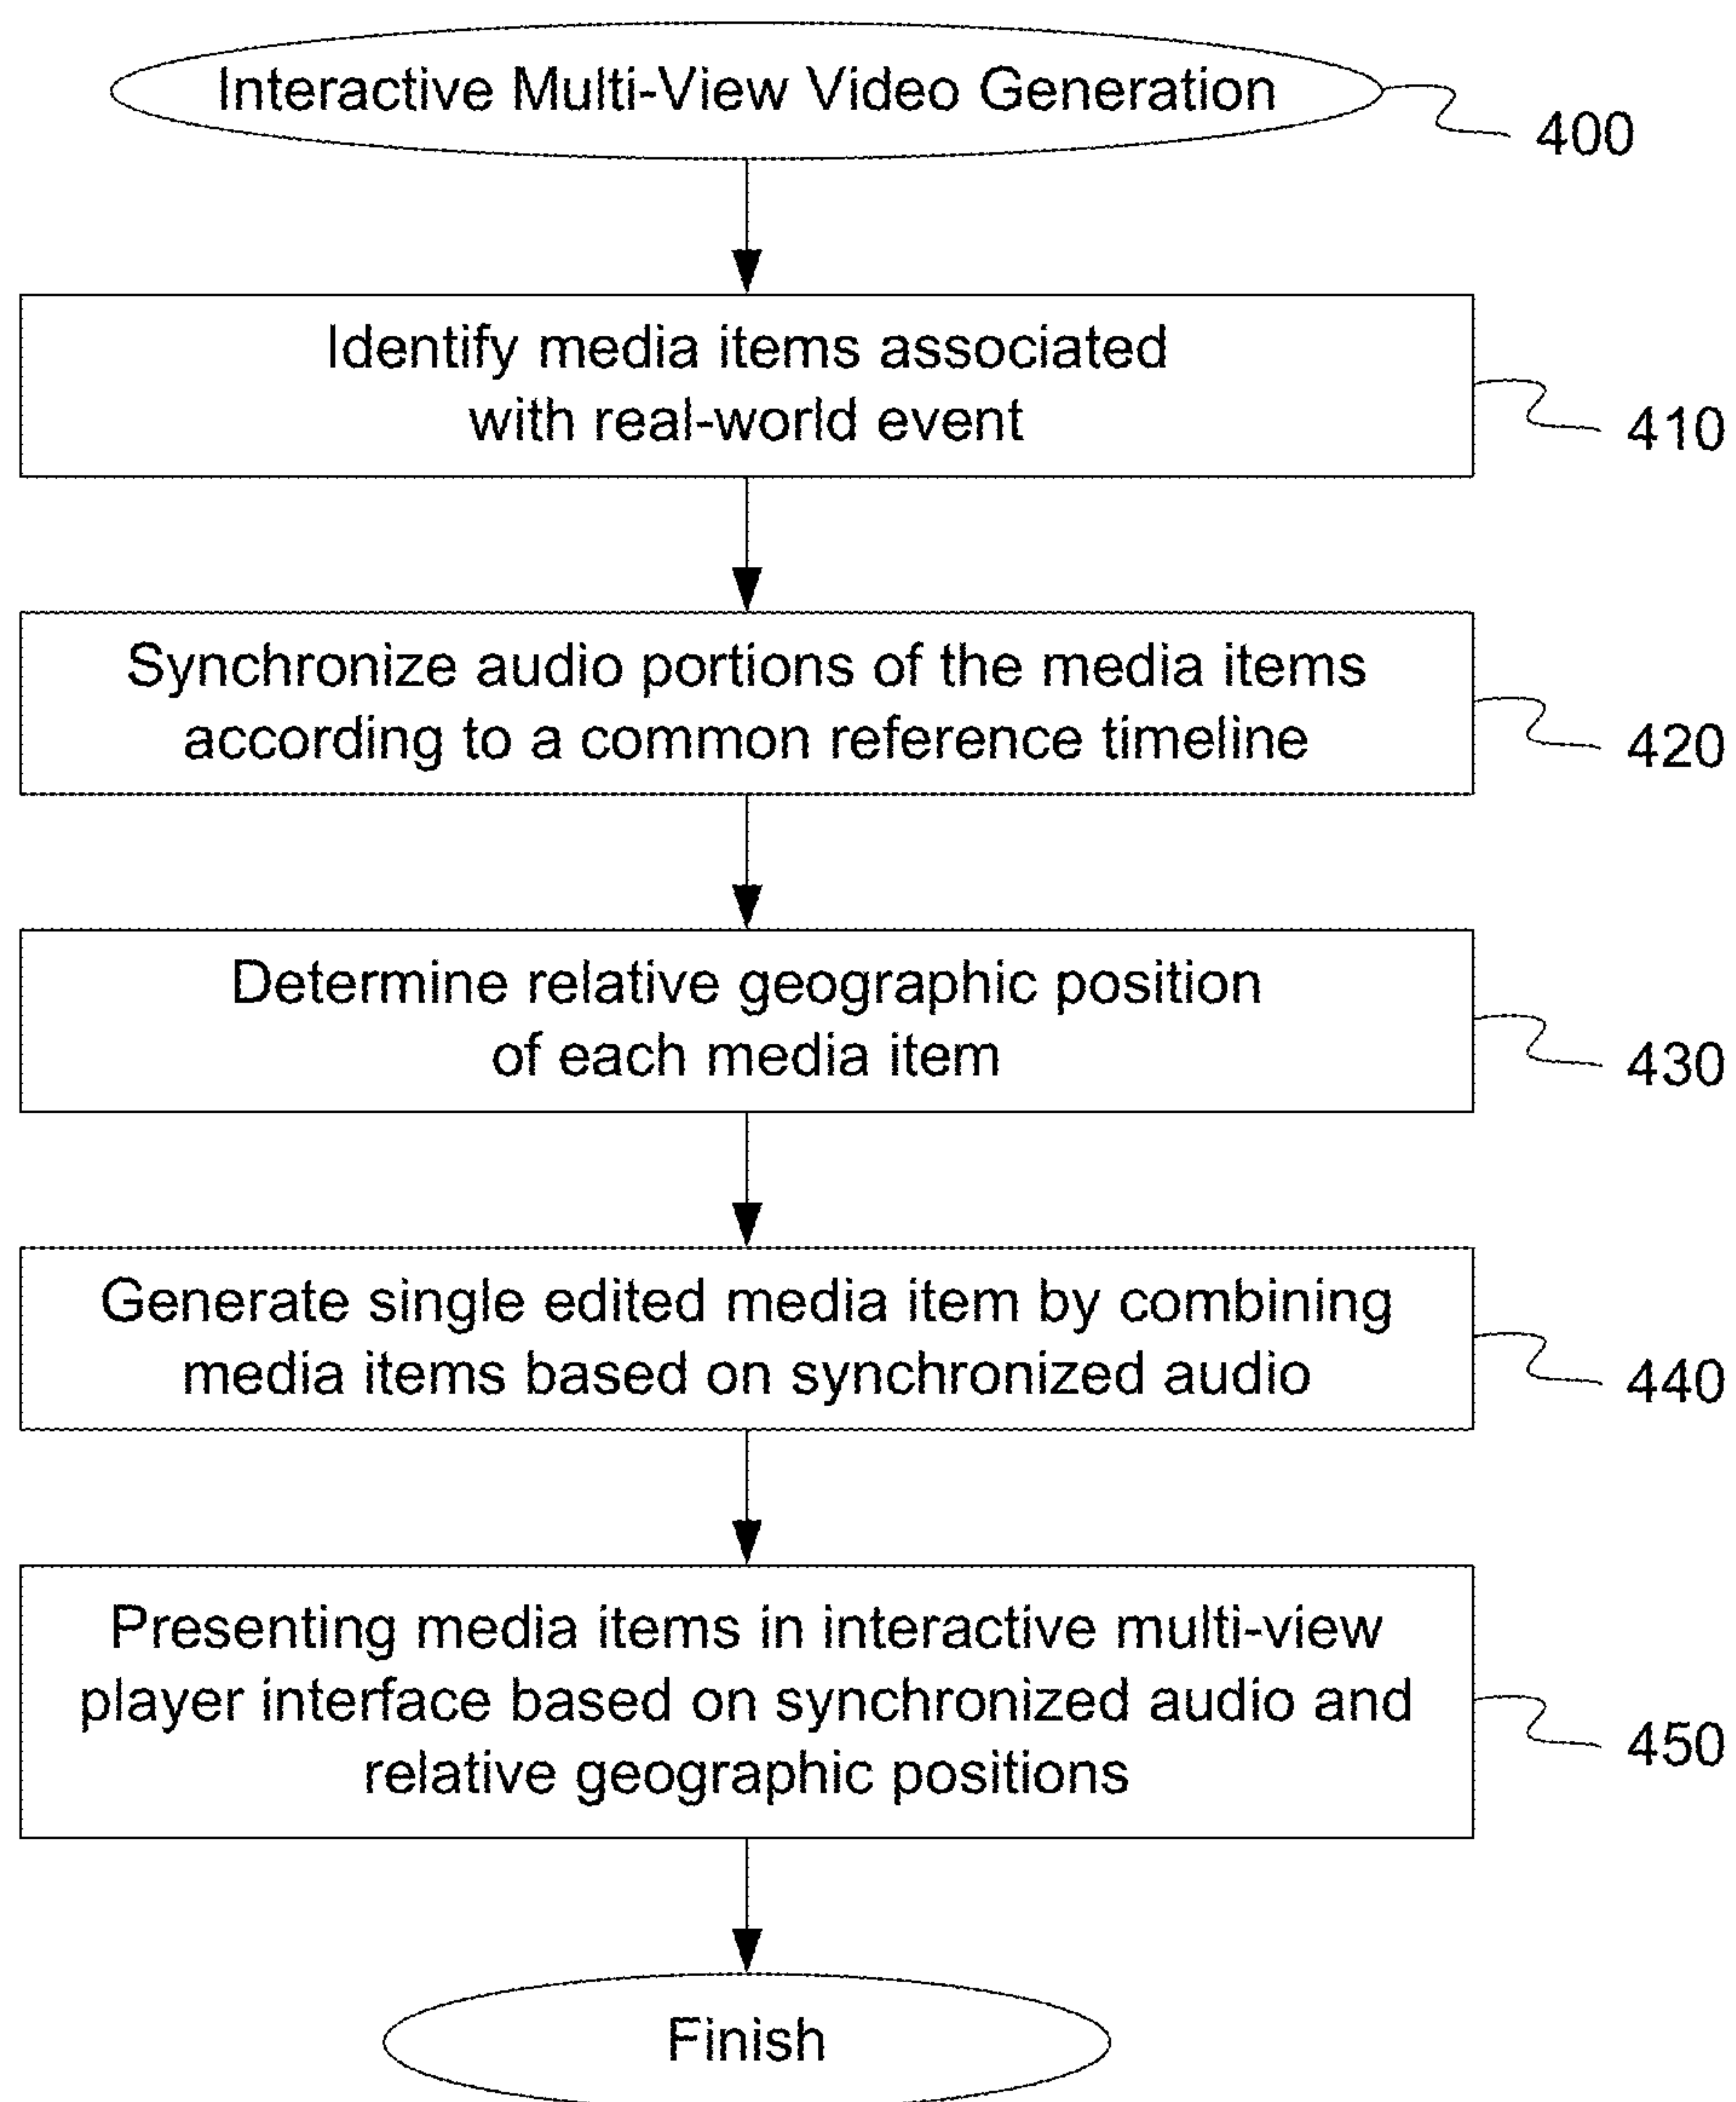 Interactive Multi-View Video Generation
400
Identify media items associated
with real-world event
410
Synchronize audio portions of the media items
according to a common reference timeline
420
Determine relative geographic position
of each media item
430
Generate single edited media item by combining
media items based on synchronized audio
440
Presenting media items in interactive multi-view
player interface based on synchronized audio and
relative geographic positions
450
Finish